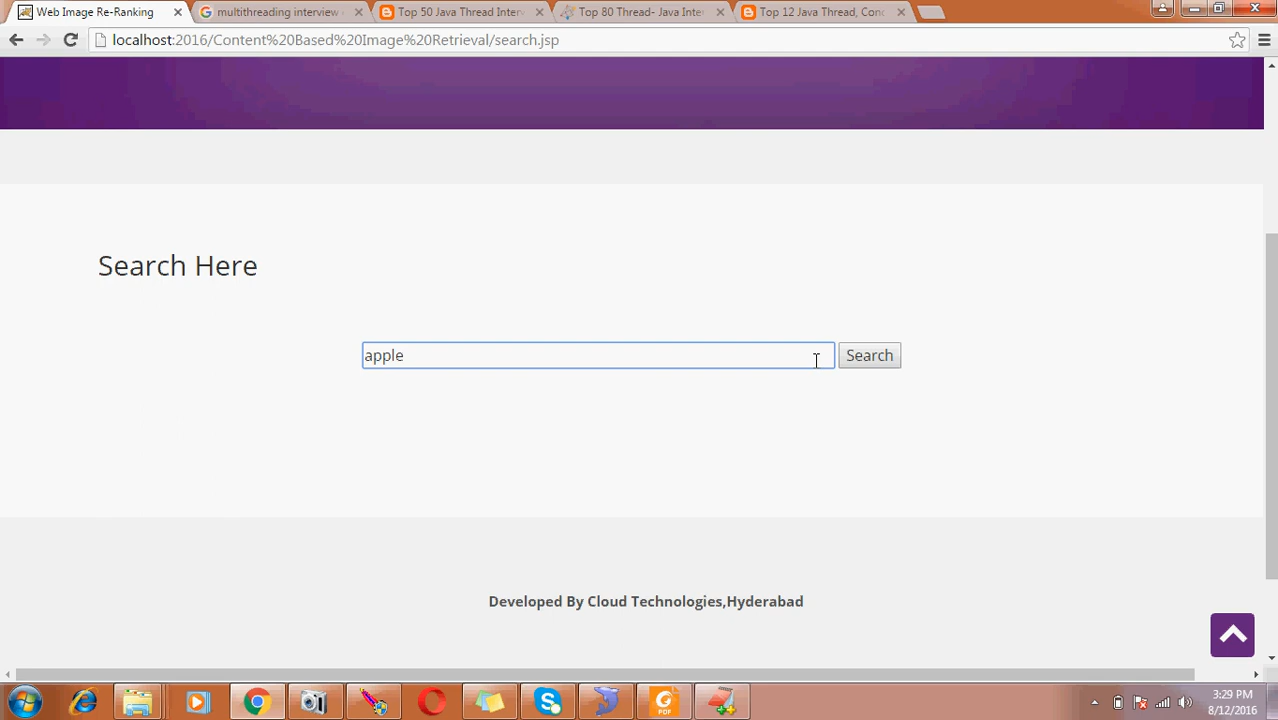 Web Image Re-Ranking
multithreading interview
Top 50 Java Thread Interv
Top 80 Thread- Java Inte
Top 12 Java Thread, Conc
localhost:2016/Content%20Based%20Image%20Retrieval/search.jsp
Search Here
apple
Search
Developed By Cloud Technologies,Hyderabad
PDF
3:29 PM
8/12/2016